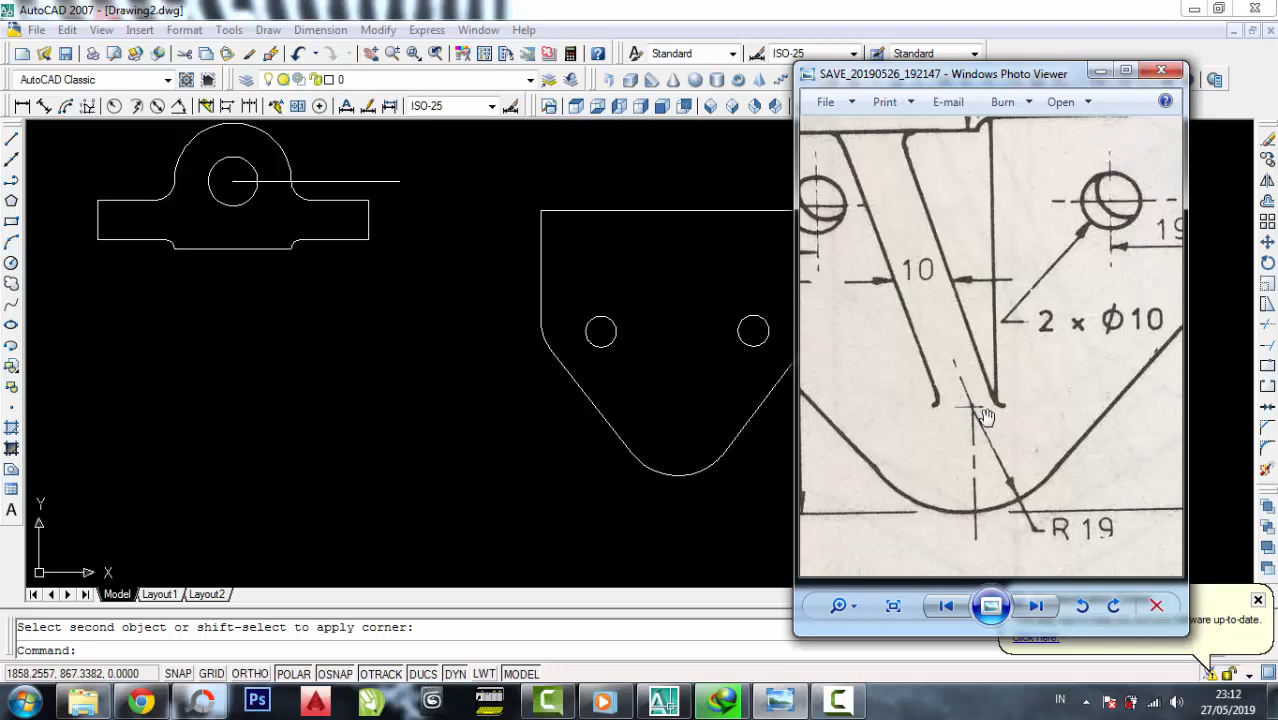 AutoCAD 2007 - [Drawing2.dwg]
File Edit View Insert Format Tools Draw Dimension Modify Express Window Help
Standard ISO-25 Standard
AutoCAD Classic 0
ISO-25
SAVE_20190526_192147 - Windows Photo Viewer
File Print E-mail Burn Open
19
10
2 x Ø10
R 19
Y
X
Model Layout1 Layout2
Select second object or shift-select to apply corner:
Command:
ware up-to-date.
Click here.
1858.2557, 867.3382, 0.0000 SNAP GRID ORTHO POLAR OSNAP OTRACK DUCS DYN LWT MODEL
IN
23:12
27/05/2019